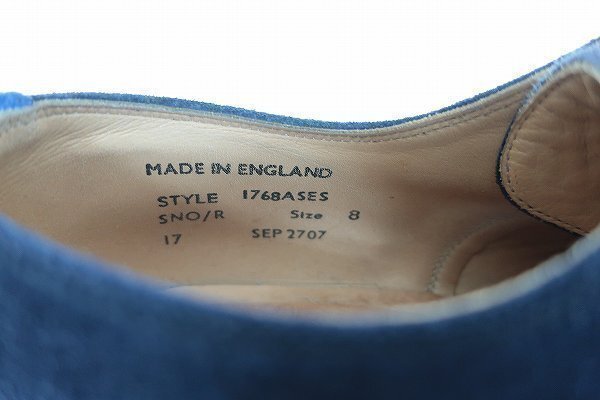 MADE IN ENGLAND
STYLE 1768ASES
SNO/R Size 8
17 SEP 2707